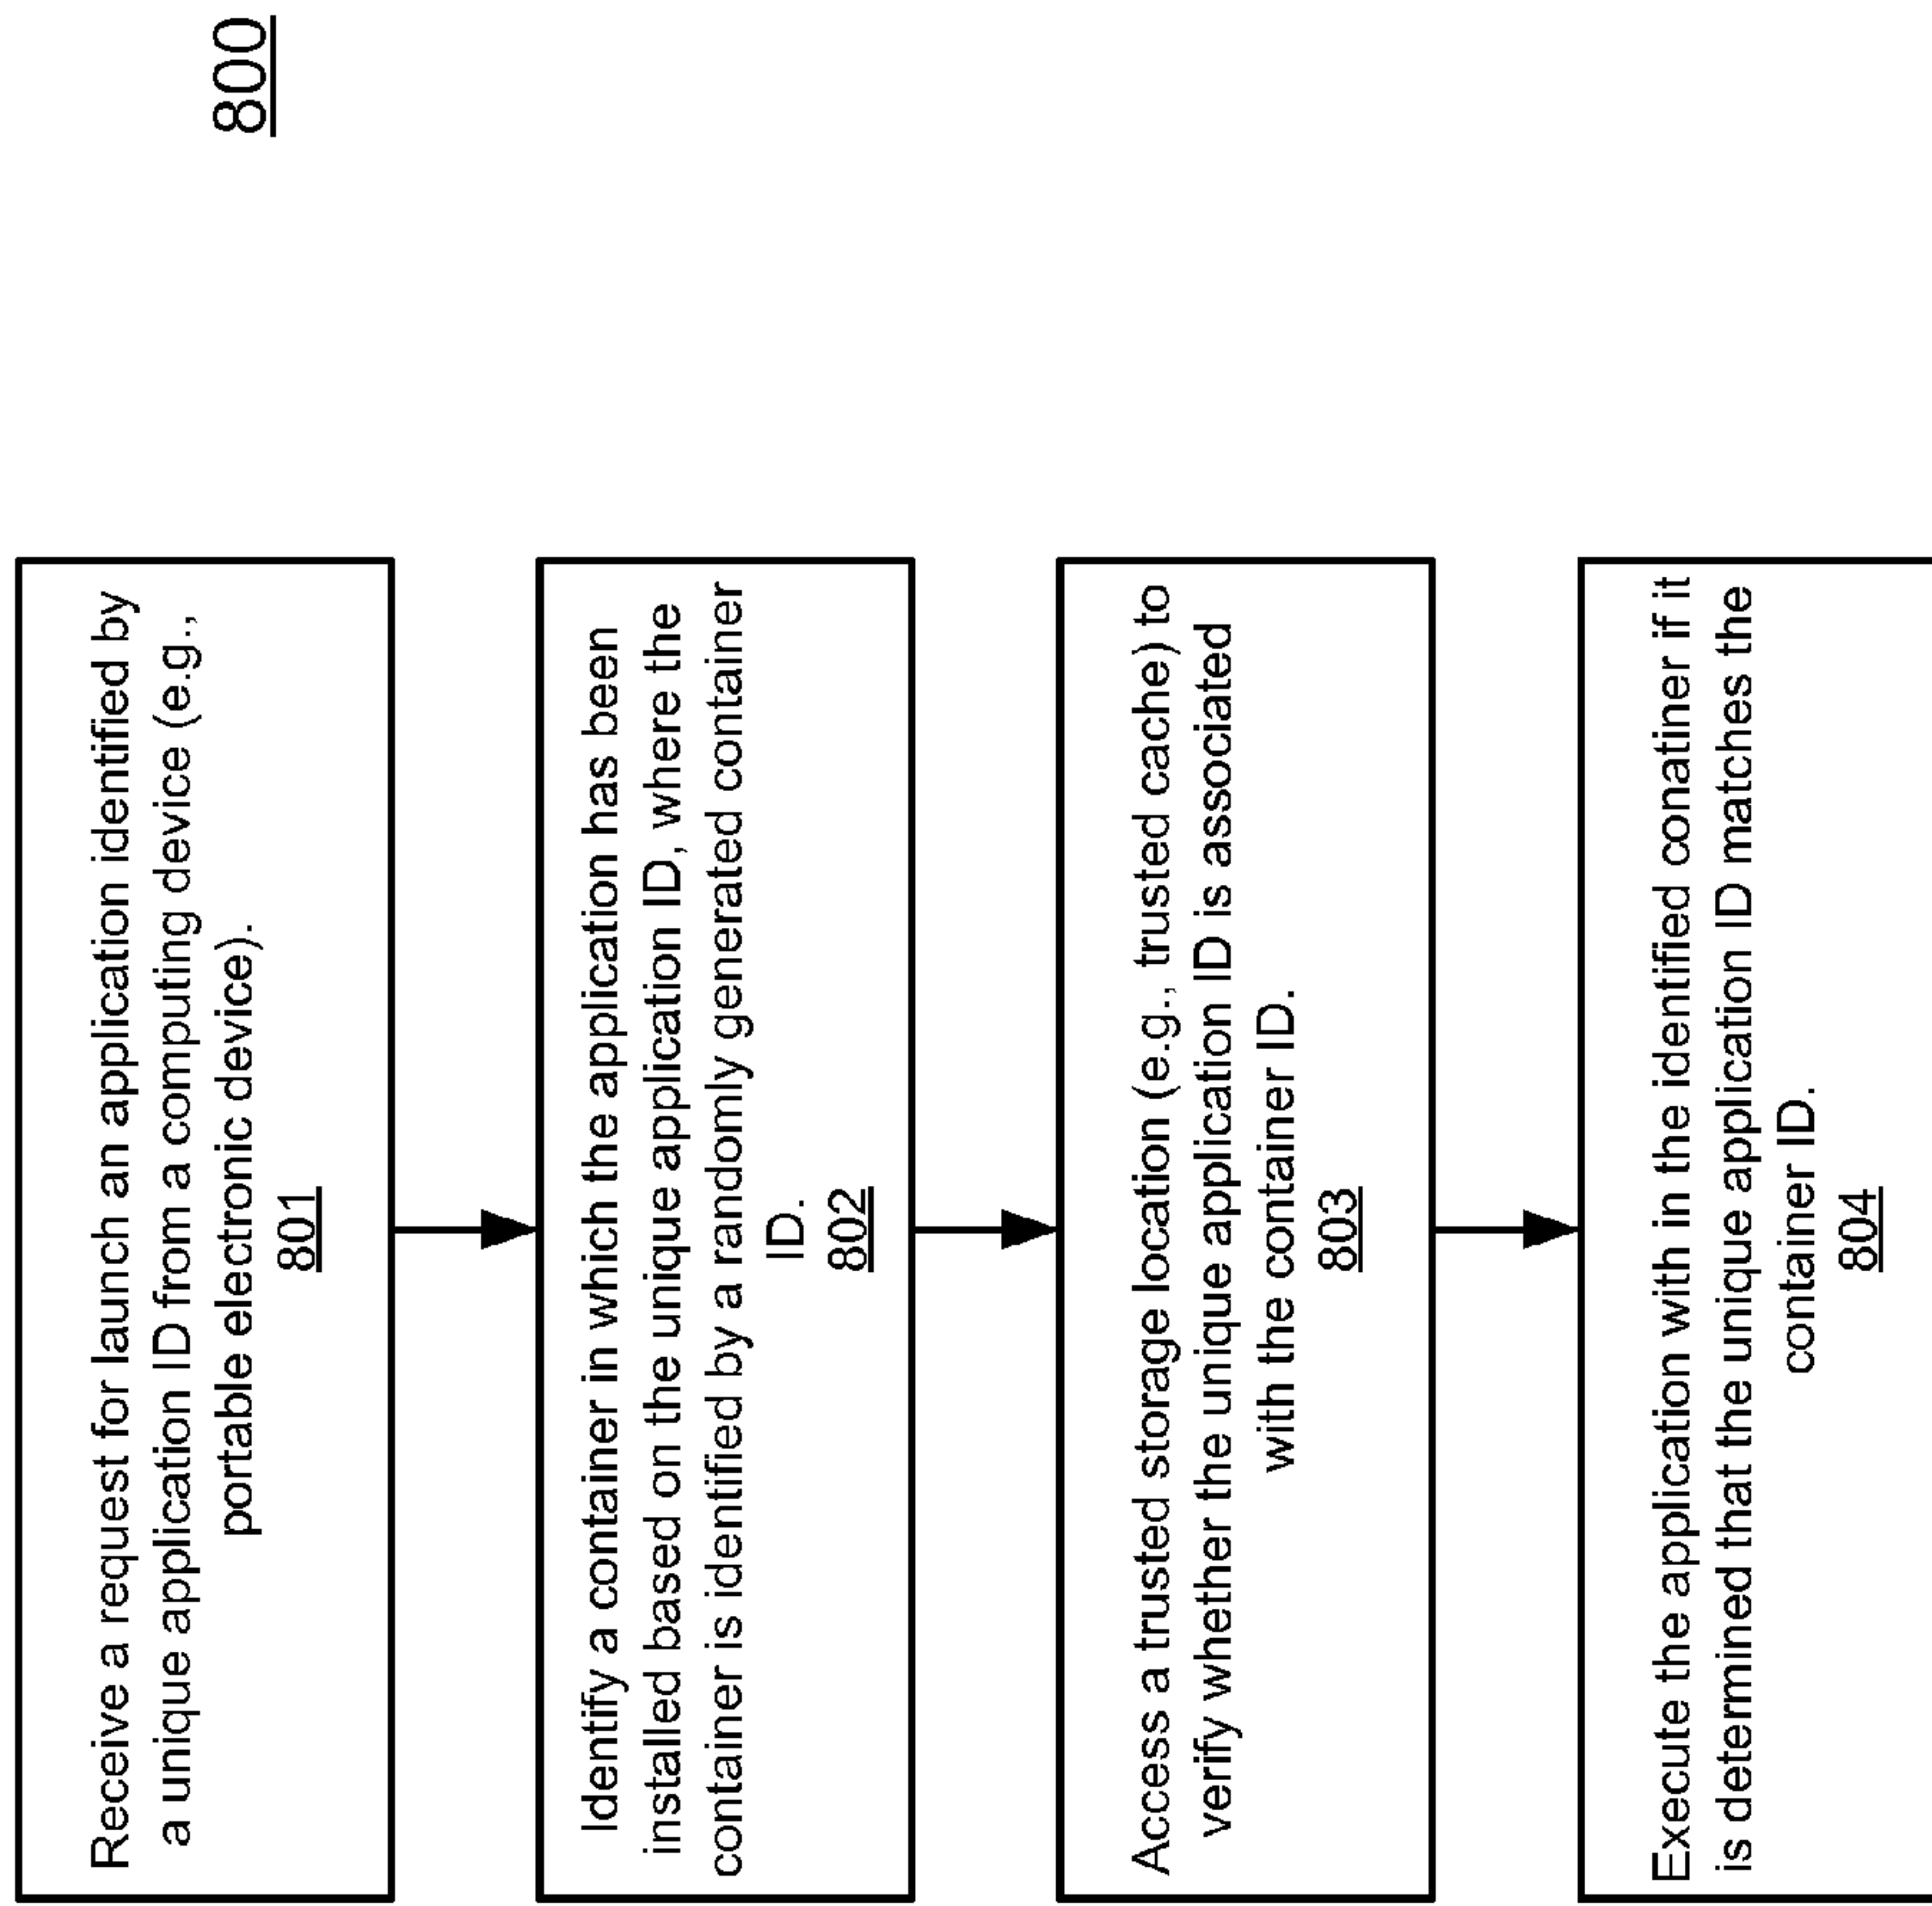 800
Receive a request for launch an application identified by
a unique application ID from a computing device (e.g.,
portable electronic device).
801
Identify a container in which the application has been
installed based on the unique application ID, where the
container is identified by a randomly generated container
ID.
802
Access a trusted storage location (e.g., trusted cache) to
verify whether the unique application ID is associated
with the container ID.
803
Execute the application with in the identified conatiner if it
is determined that the unique application ID matches the
container ID.
804